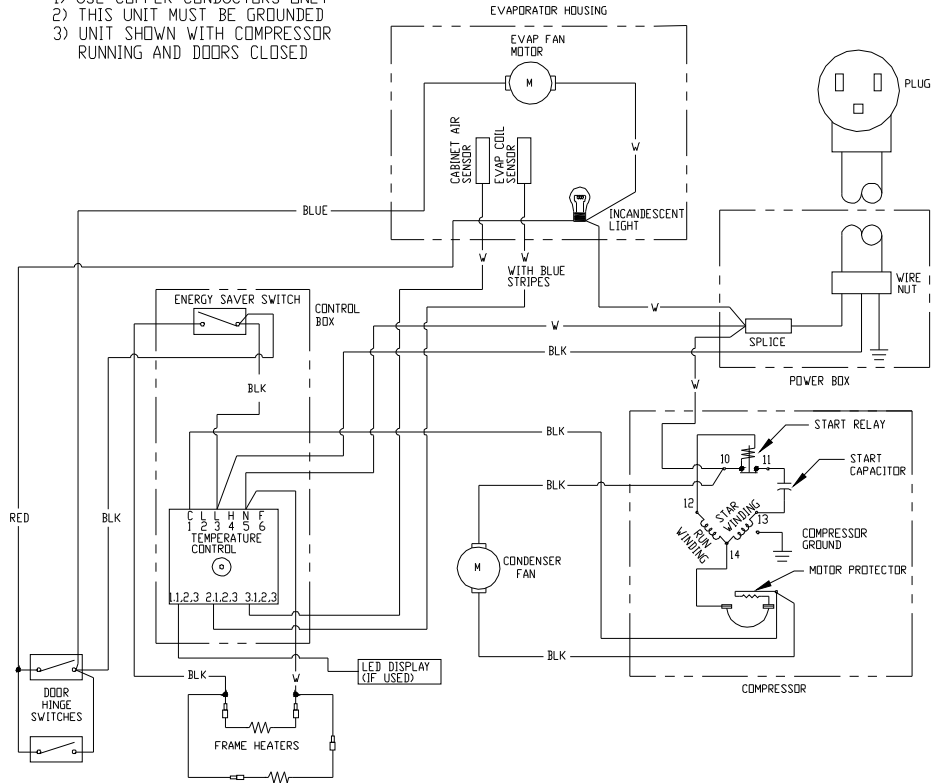 1) USE COPPER CONDUCTORS ONLY
2) THIS UNIT MUST BE GROUNDED
3) UNIT SHOWN WITH COMPRESSOR
RUNNING AND DOORS CLOSED
EVAPORATOR HOUSING
EVAP FAN
MOTOR
M
PLUG
CABINET AIR
SENSOR
EVAP COIL
SENSOR
W
BLUE
INCANDESCENT
LIGHT
W
W
WITH BLUE
STRIPES
WIRE
NUT
ENERGY SAVER SWITCH
CONTROL
BOX
W
W
SPLICE
BLK
POWER BOX
BLK
W
START RELAY
BLK
10
11
START
CAPACITOR
BLK
12
STAR
WINDING
13
RUN
WINDING
14
RED
BLK
C L L H N F
1 2 3 4 5 6
TEMPERATURE
CONTROL
COMPRESSOR
GROUND
M
CONDENSER
FAN
MOTOR PROTECTOR
1.1,2,3 2.1,2,3 3.1,2,3
BLK
LED DISPLAY
(IF USED)
BLK
W
COMPRESSOR
DOOR
HINGE
SWITCHES
FRAME HEATERS